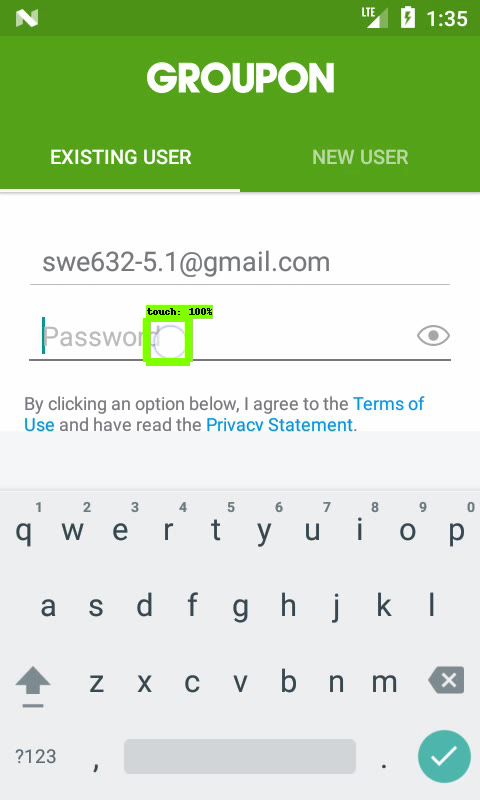 LTE 1:35
GROUPON
EXISTING USER NEW USER
swe632-5.1@gmail.com
touch: 100%
Password
By clicking an option below, I agree to the Terms of
Use and have read the Privacy Statement.
1 2 3 4 5 6 7 8 9 0
q w e r t y u i o p
a s d f g h j k l
z x c v b n m
?123 , .